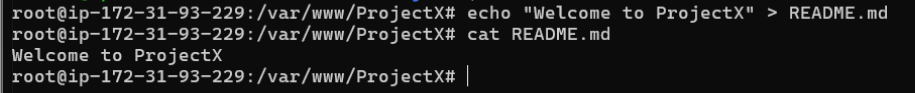 root@ip-172-31-93-229:/var/www/ProjectX# echo "Welcome to ProjectX" > README.md
root@ip-172-31-93-229:/var/www/ProjectX# cat README.md
Welcome to ProjectX
root@ip-172-31-93-229:/var/www/ProjectX#